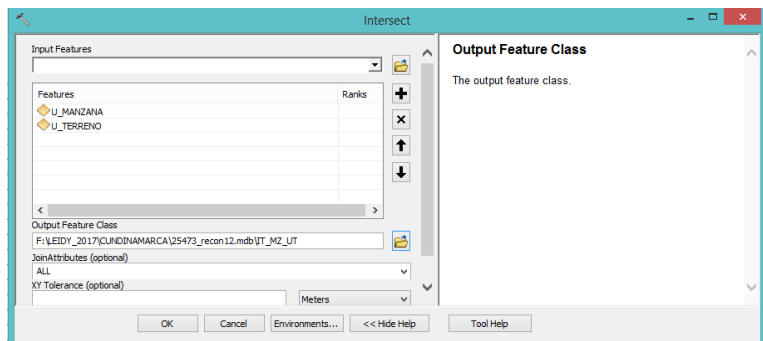 Intersect
Input Features
Features Ranks
U_MANZANA
U_TERRENO
Output Feature Class
F:\LEIDY_2017\CUNDINAMARCA\25473_recon12.mdb\IT_MZ_UT
JoinAttributes (optional)
ALL
XY Tolerance (optional)
Meters
OK Cancel Environments... << Hide Help Tool Help
Output Feature Class
The output feature class.